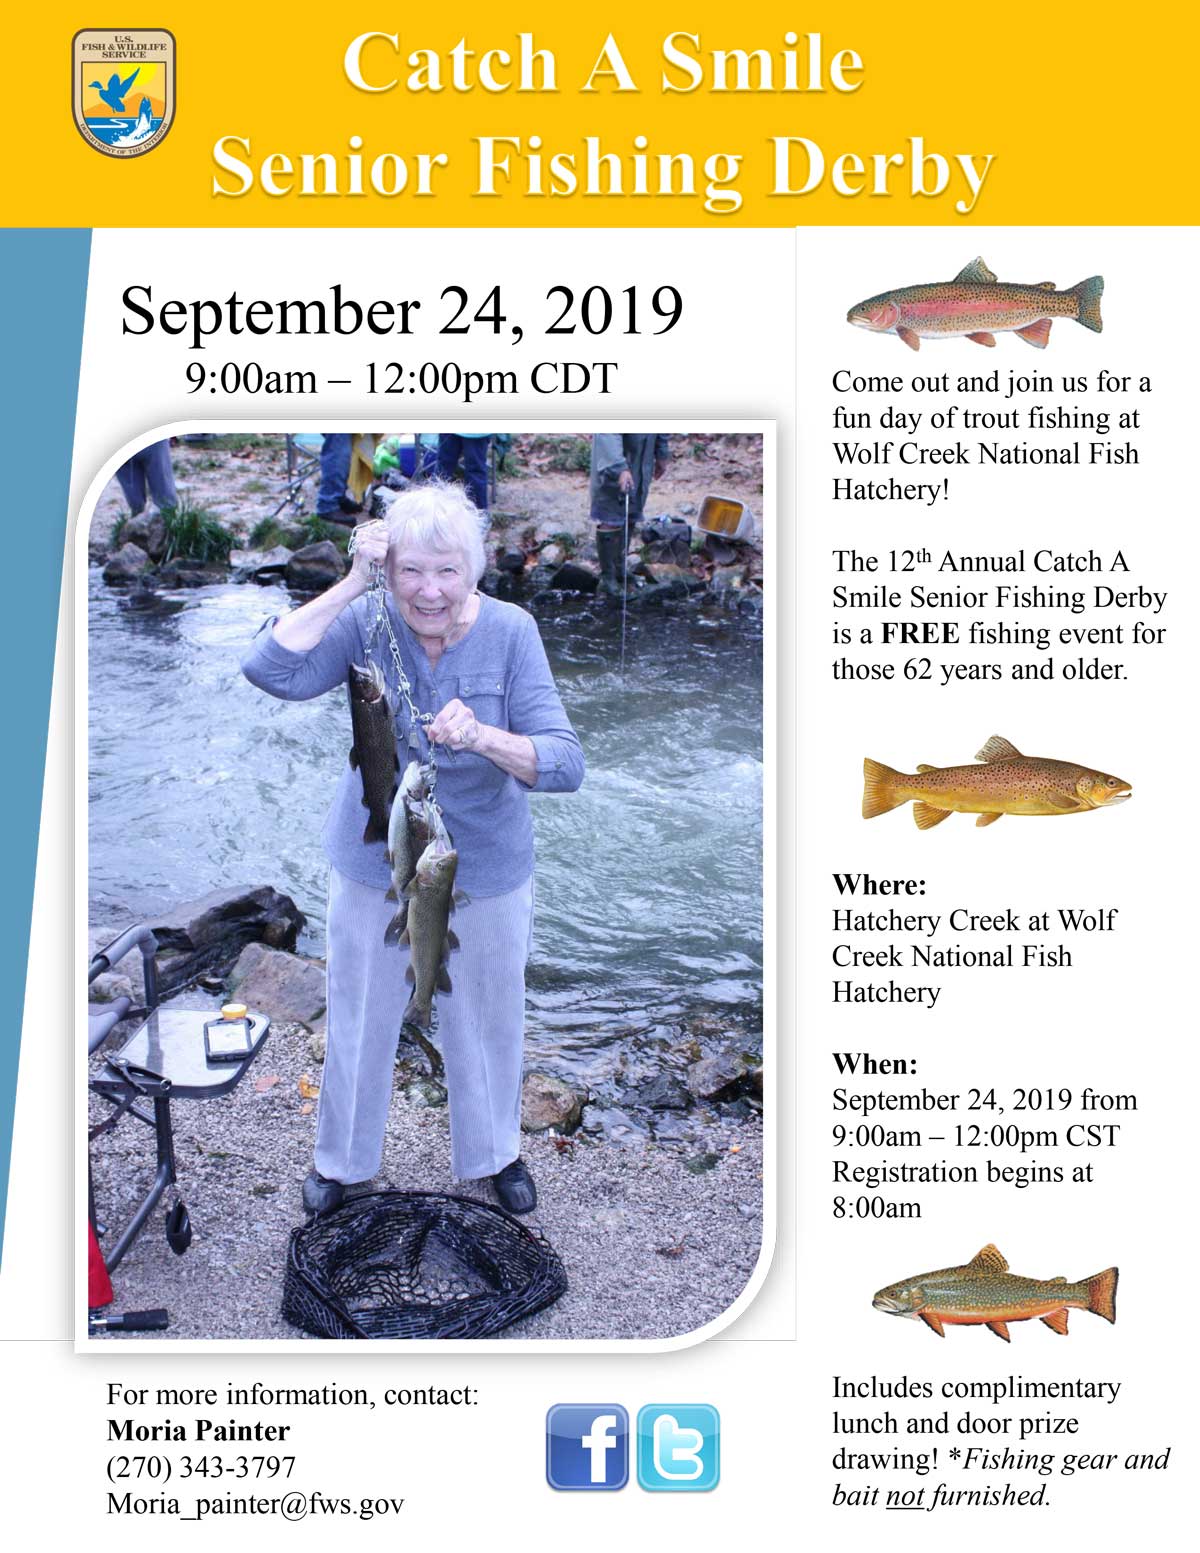 U.S.
FISH & WILDLIFE
SERVICE
DEPARTMENT OF THE INTERIOR
Catch A Smile
Senior Fishing Derby
September 24, 2019
9:00am – 12:00pm CDT
Come out and join us for a
fun day of trout fishing at
Wolf Creek National Fish
Hatchery!
The 12th Annual Catch A
Smile Senior Fishing Derby
is a FREE fishing event for
those 62 years and older.
Where:
Hatchery Creek at Wolf
Creek National Fish
Hatchery
When:
September 24, 2019 from
9:00am – 12:00pm CST
Registration begins at
8:00am
Includes complimentary
lunch and door prize
drawing! *Fishing gear and
bait not furnished.
For more information, contact:
Moria Painter
(270) 343-3797
Moria_painter@fws.gov
f
t